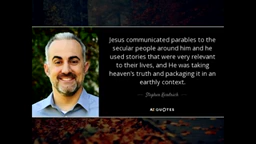 Jesus communicated parables to the
secular people around him and he
used stories that were very relevant
to their lives, and He was taking
heaven's truth and packaging it in an
earthly context.
Stephen Kendrick
AZ QUOTES